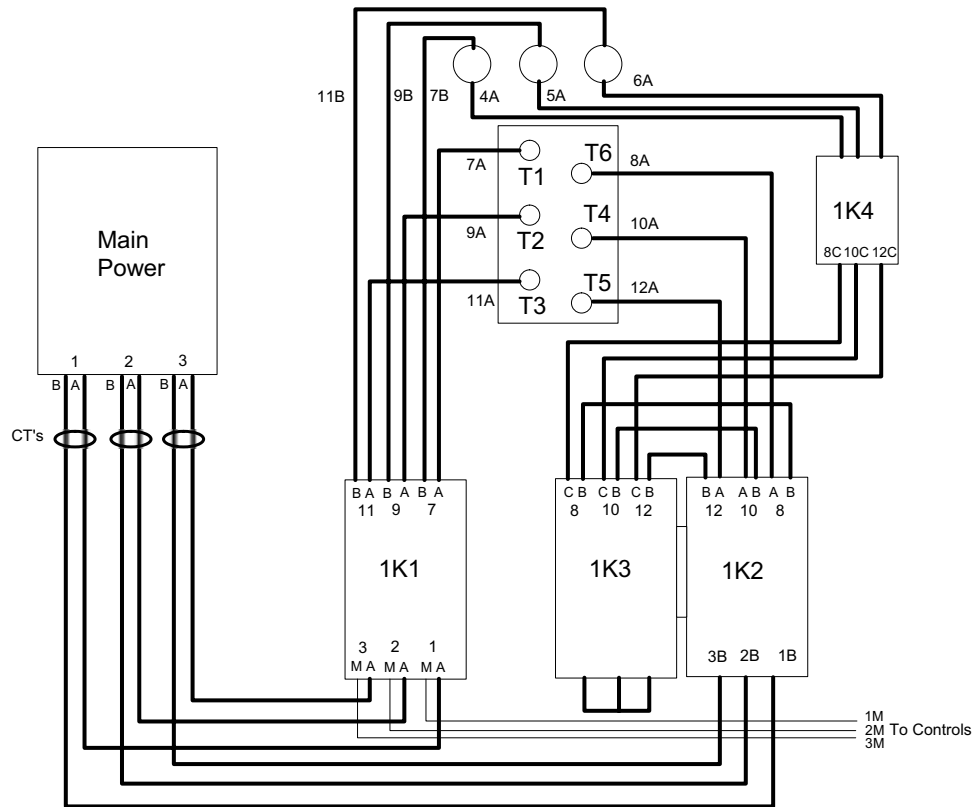 11B
9B
7B
4A
5A
6A
7A
T1
T6
8A
9A
T2
T4
10A
11A
T3
T5
12A
1K4
8C 10C 12C
Main
Power
1 2 3
B A B A B A
CT's
B A B A B A
11 9 7
1K1
3 2 1
M A M A M A
C B C B C B
8 10 12
1K3
B A A B A B
12 10 8
1K2
3B 2B 1B
1M
2M To Controls
3M